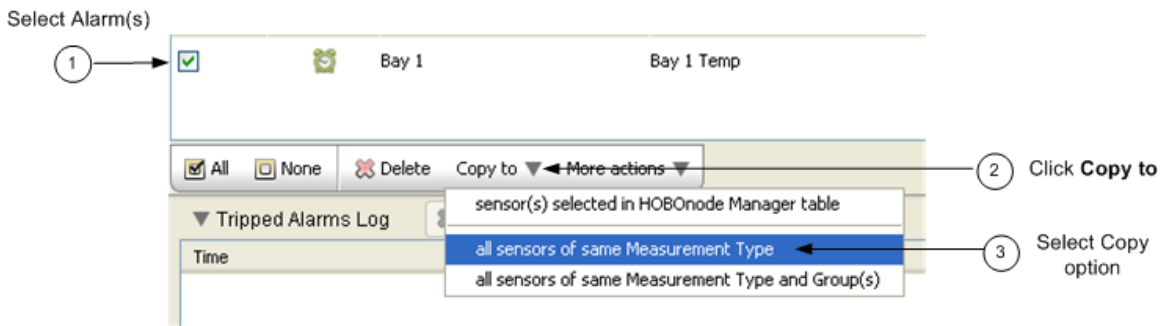 Select Alarm(s)
1
Bay 1 Bay 1 Temp
All None Delete Copy to More actions
2 Click Copy to
sensor(s) selected in HOBOnode Manager table
Tripped Alarms Log
all sensors of same Measurement Type
3 Select Copy
option
Time
all sensors of same Measurement Type and Group(s)